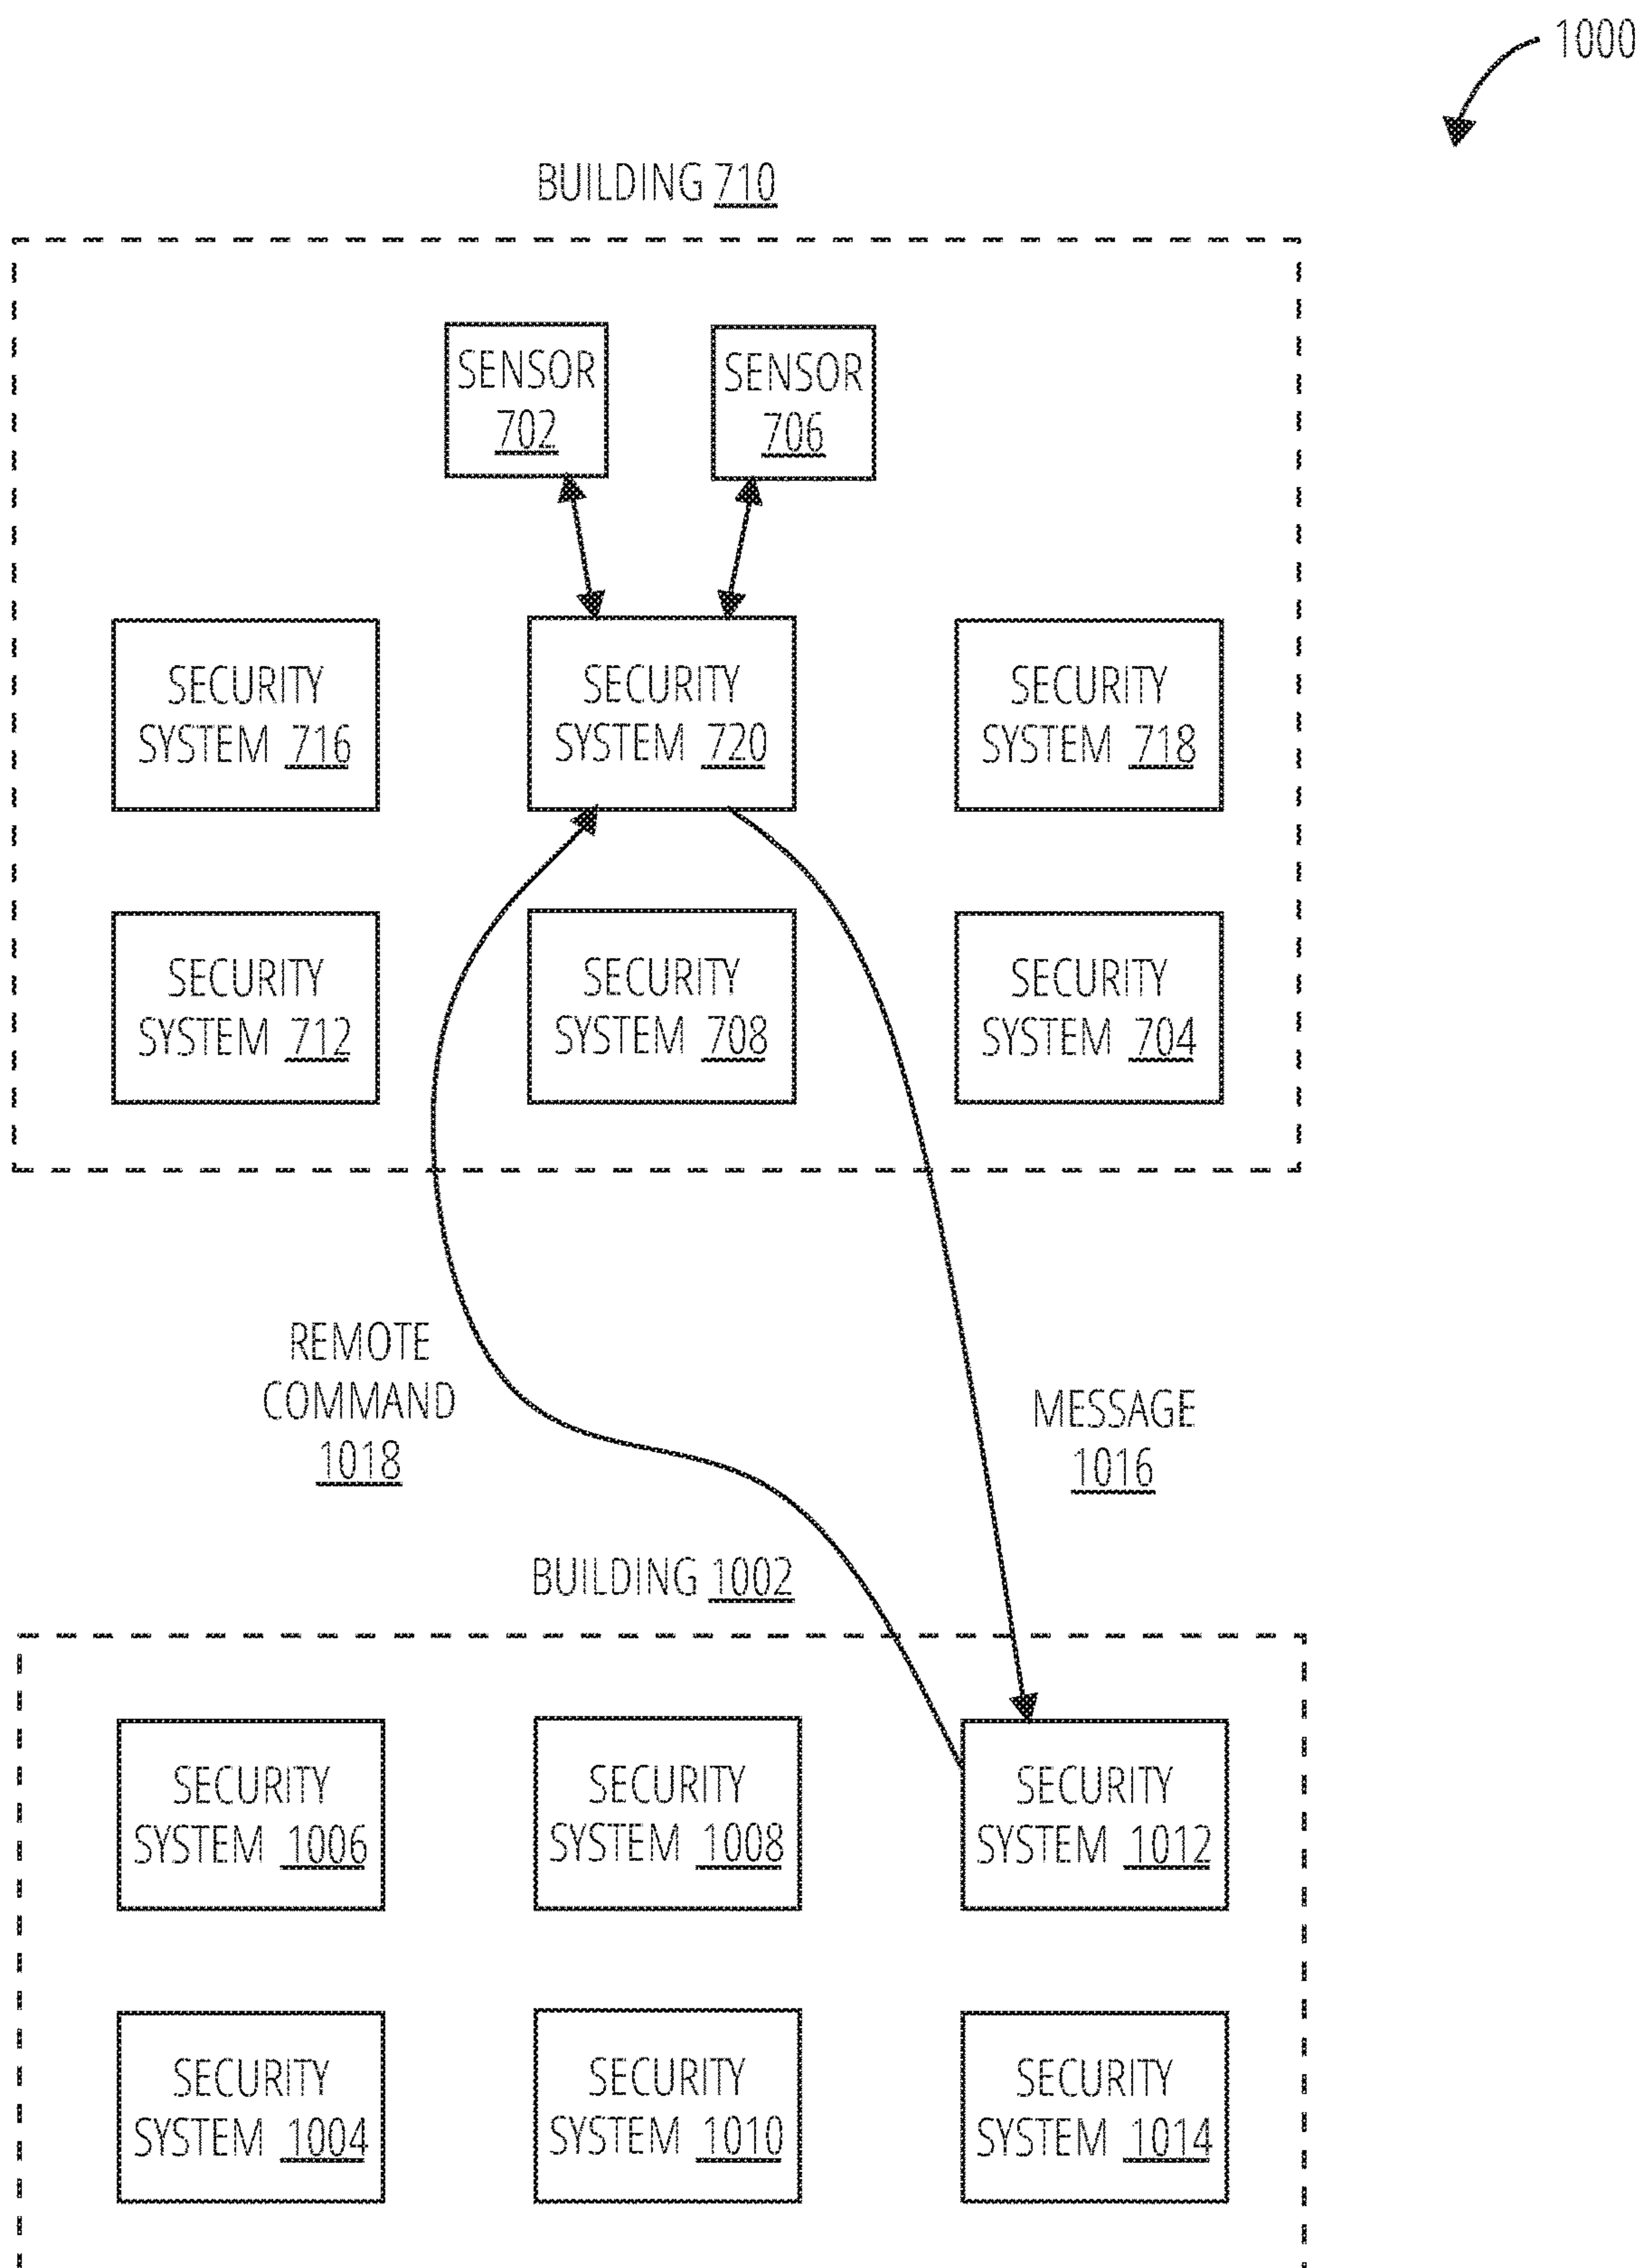 1000
BUILDING 710
SENSOR
702
SENSOR
706
SECURITY
SYSTEM 716
SECURITY
SYSTEM 720
SECURITY
SYSTEM 718
SECURITY
SYSTEM 712
SECURITY
SYSTEM 708
SECURITY
SYSTEM 704
REMOTE
COMMAND
1018
MESSAGE
1016
BUILDING 1002
SECURITY
SYSTEM 1006
SECURITY
SYSTEM 1008
SECURITY
SYSTEM 1012
SECURITY
SYSTEM 1004
SECURITY
SYSTEM 1010
SECURITY
SYSTEM 1014